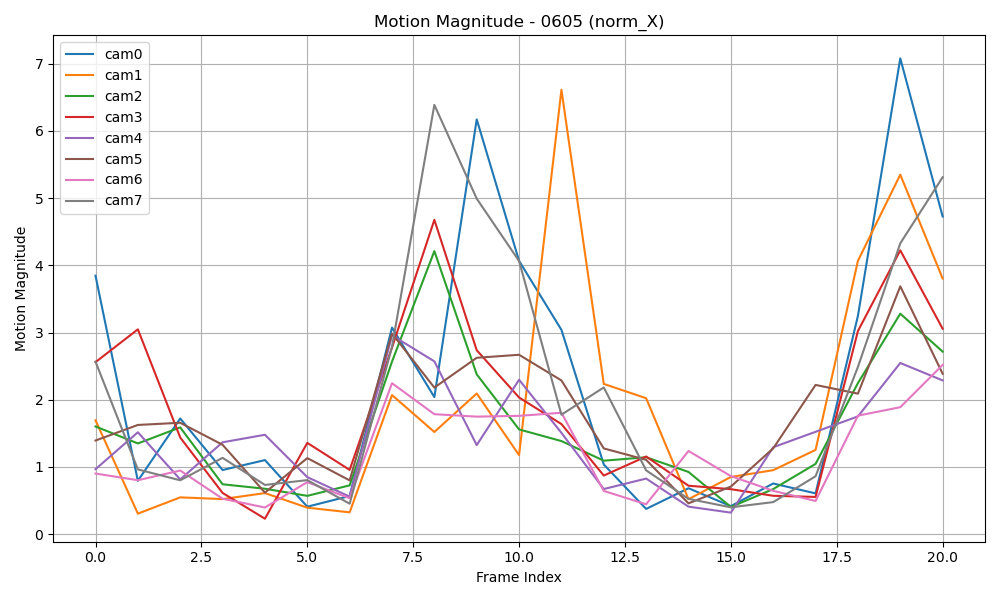 Motion Magnitude - 0605 (norm_X)
cam0
cam1
cam2
cam3
cam4
cam5
cam6
cam7
Motion Magnitude
7
6
5
4
3
2
1
0
0.0 2.5 5.0 7.5 10.0 12.5 15.0 17.5 20.0
Frame Index